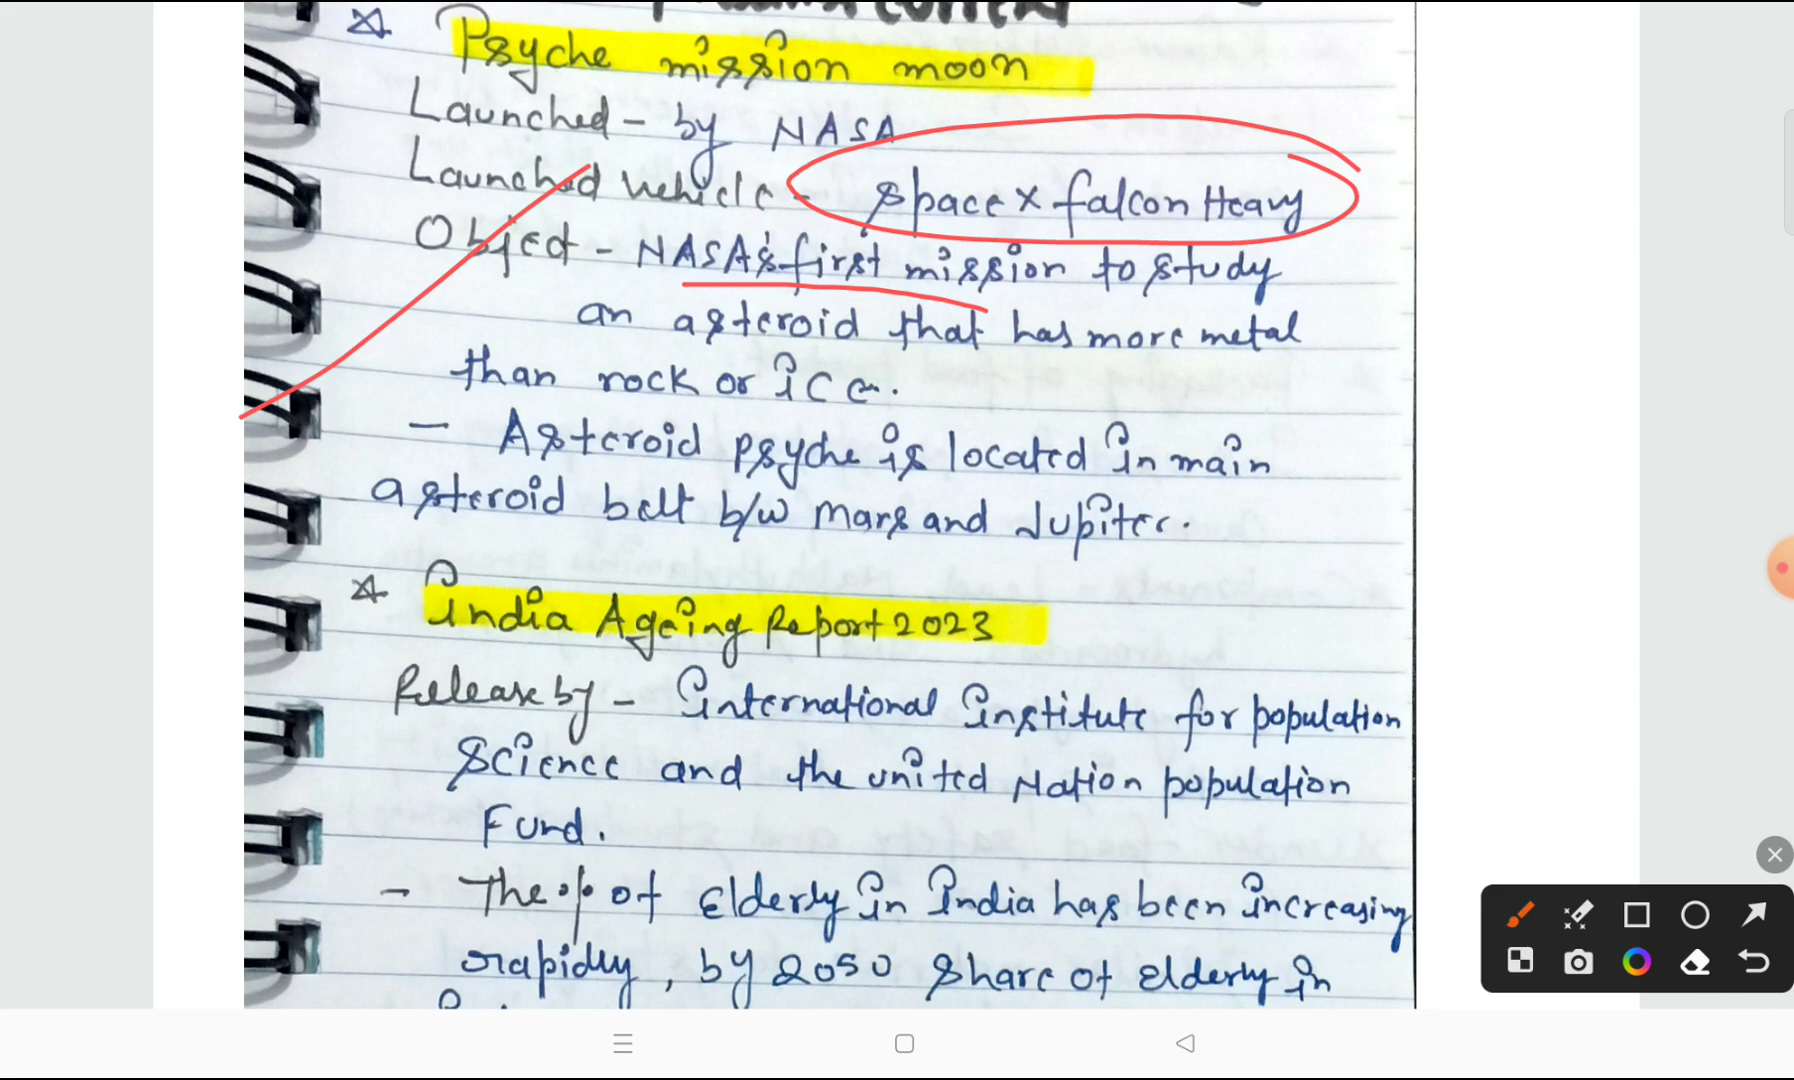 Psyche mission moon
Launched - by NASA
Launched vehicle - space x falcon Heavy
Object - NASA's first mission to study
an asteroid that has more metal
than rock or ice.
- Asteroid psyche is located in main
asteroid belt b/w Mars and Jupiter.
India Ageing Report 2023
Release by - International Institute for population
Science and the united Nation population
Fund.
- The % of Elderly in India has been increasing
rapidly, by 2050 share of elderly in